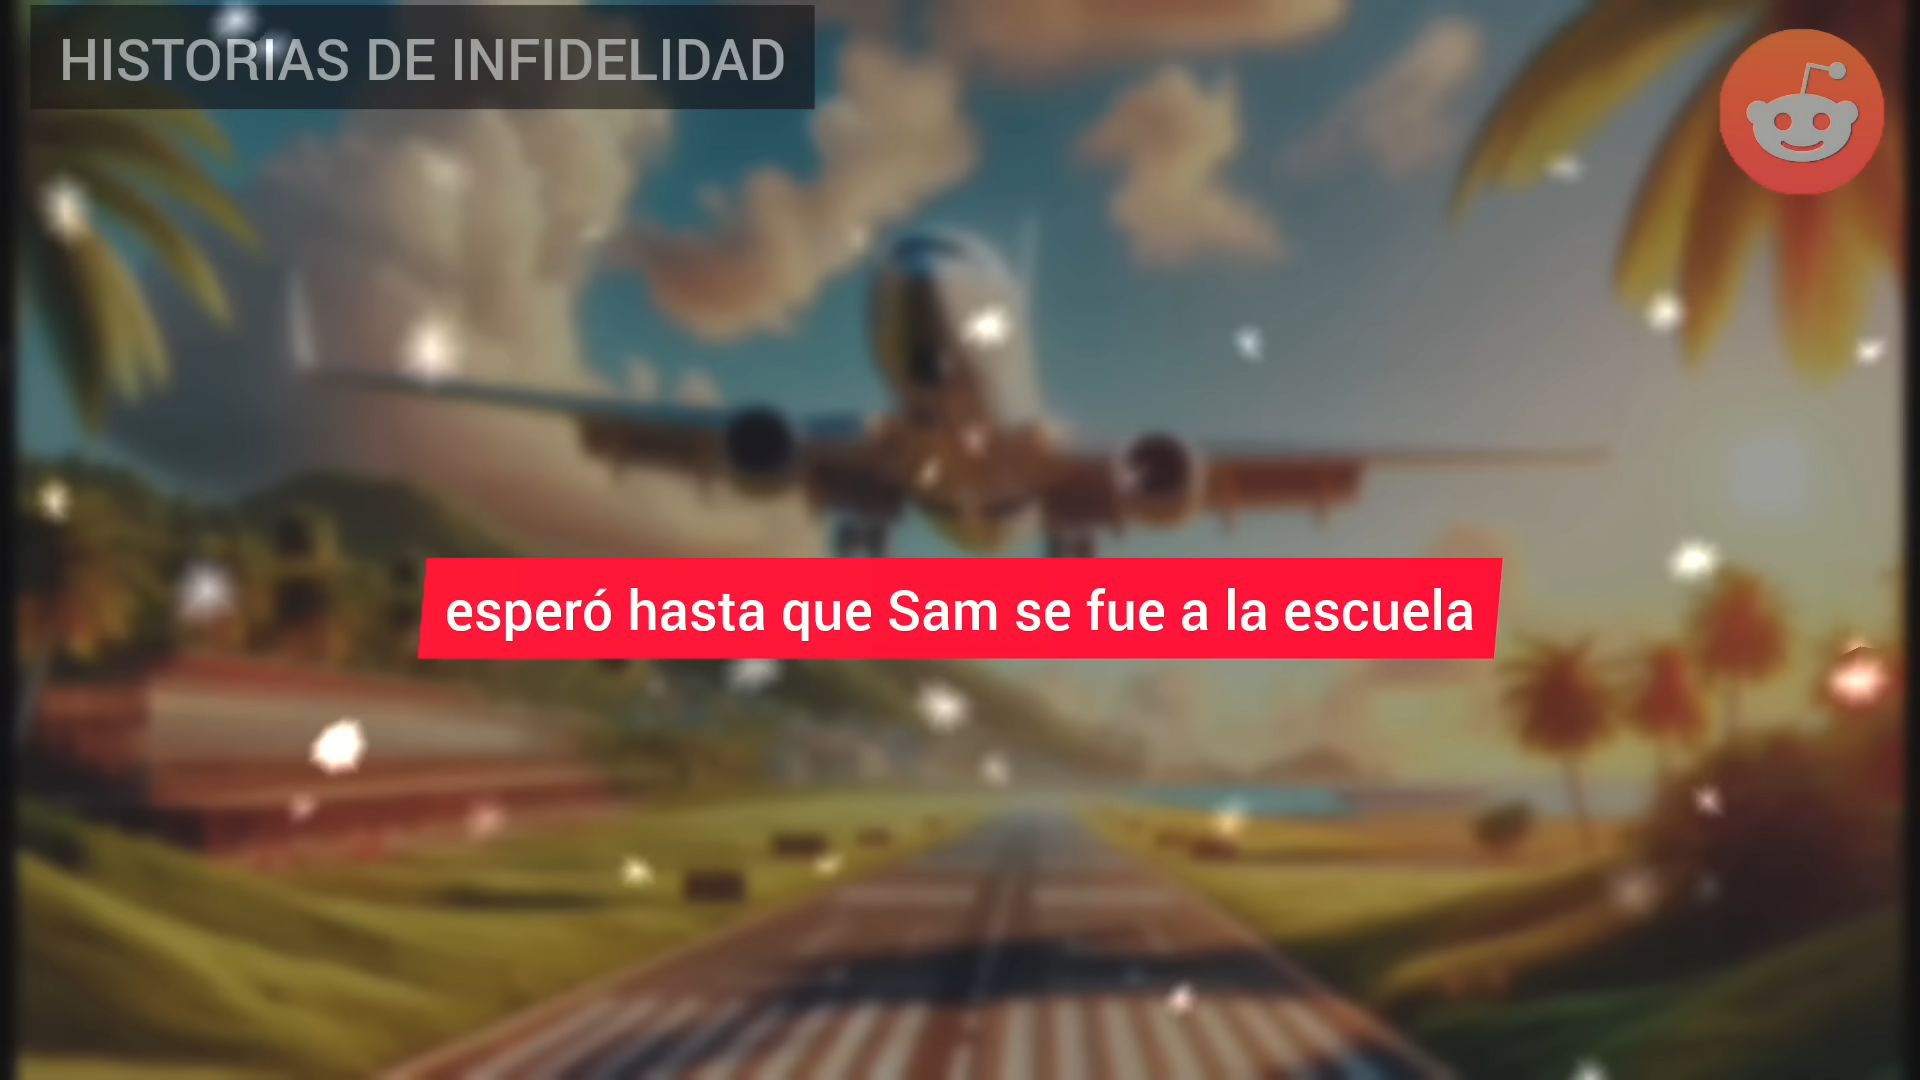 HISTORIAS DE INFIDELIDAD
esperó hasta que Sam se fue a la escuela